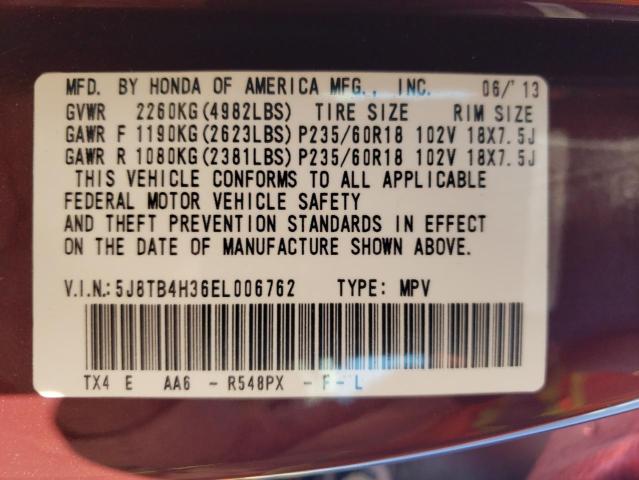 MFD. BY HONDA OF AMERICA MFG., INC. 06/'13
GVWR 2260KG(4982LBS) TIRE SIZE RIM SIZE
GAWR F 1190KG(2623LBS) P235/60R18 102V 18X7.5J
GAWR R 1080KG(2381LBS) P235/60R18 102V 18X7.5J
THIS VEHICLE CONFORMS TO ALL APPLICABLE
FEDERAL MOTOR VEHICLE SAFETY
AND THEFT PREVENTION STANDARDS IN EFFECT
ON THE DATE OF MANUFACTURE SHOWN ABOVE.
V.I.N.: 5J8TB4H36EL006762 TYPE: MPV
TX4 E AA6 - R548PX - F - L